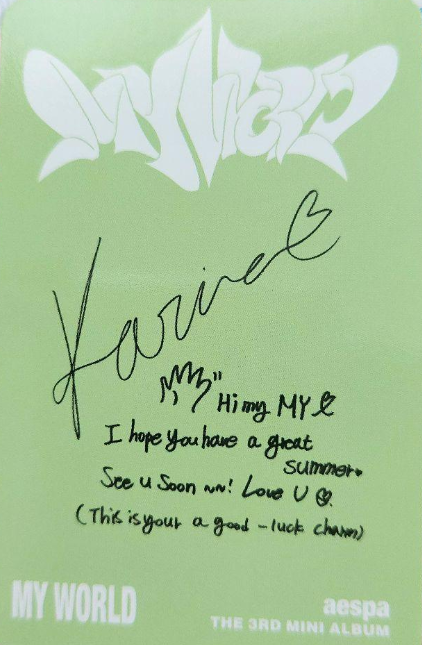 MY World
Karina
Hi my MY
I hope you have a great
summer
See u soon ~~! Love U
(This is your a good-luck charm)
MY WORLD
aespa
THE 3RD MINI ALBUM